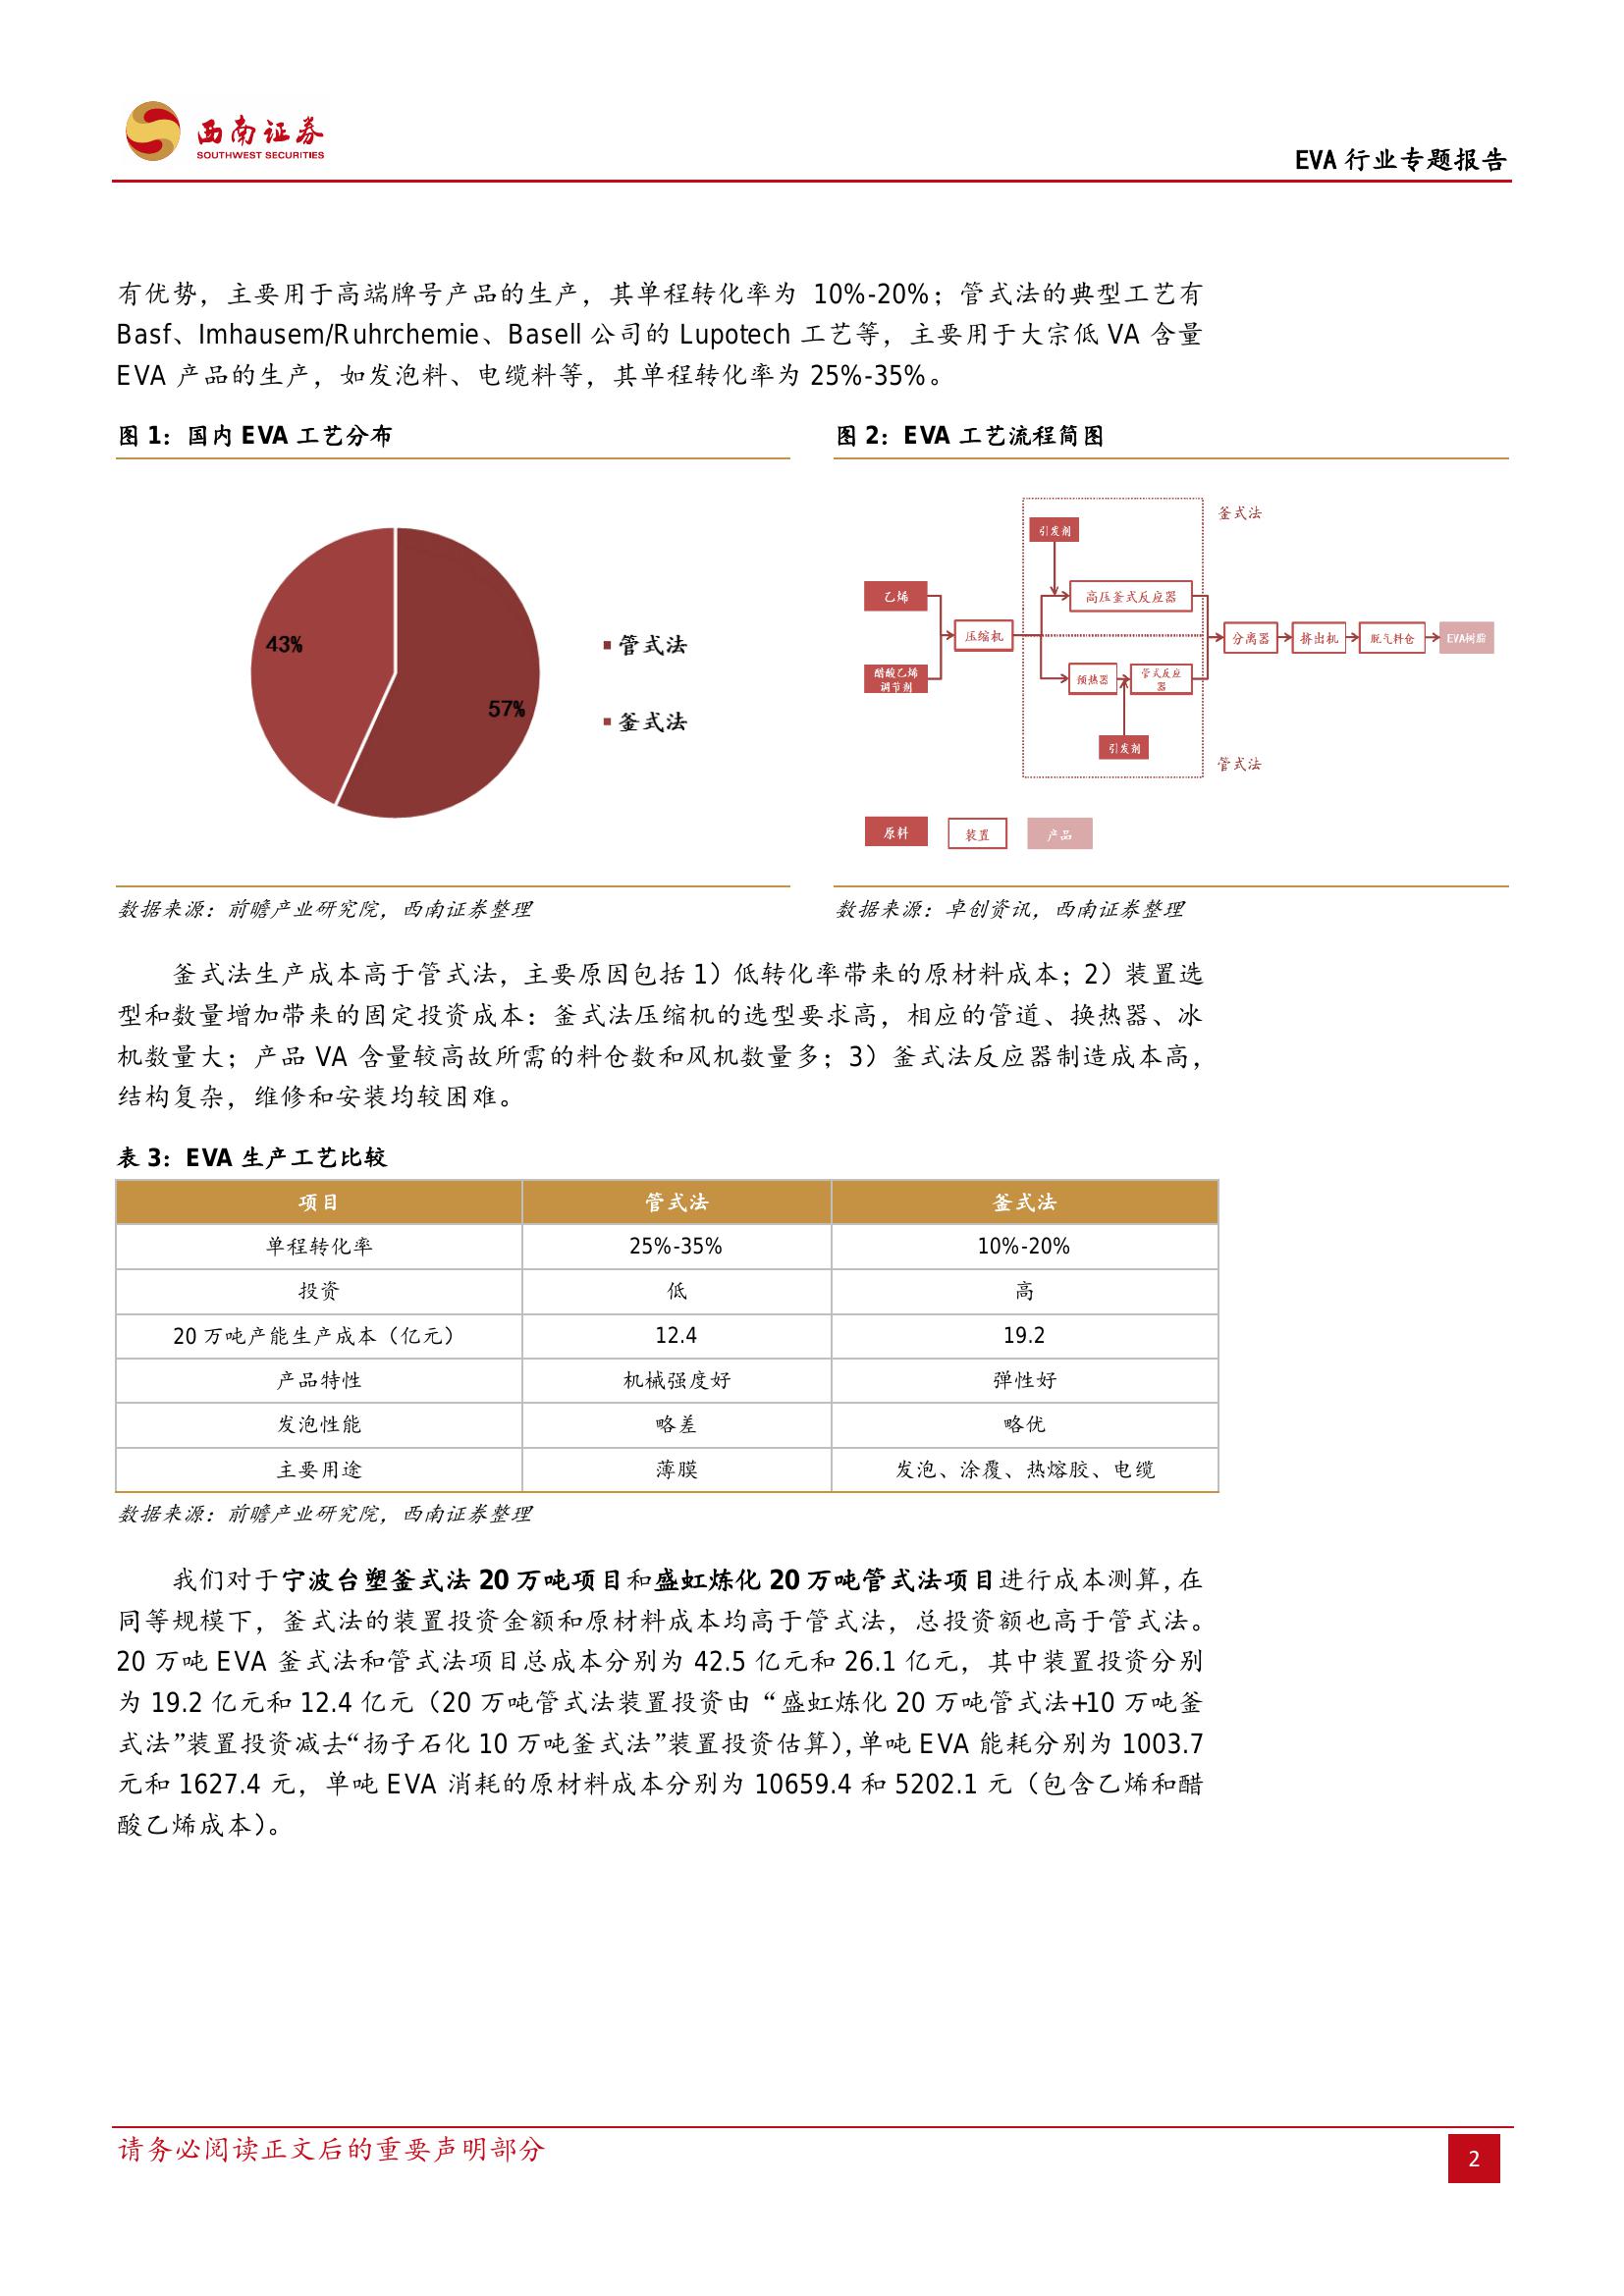 西南证券
SOUTHWEST SECURITIES
EVA 行业专题报告
有优势，主要用于高端牌号产品的生产，其单程转化率为 10%-20%；管式法的典型工艺有
Basf、Imhausem/Ruhrchemie、Basell 公司的 Lupotech 工艺等，主要用于大宗低 VA 含量
EVA 产品的生产，如发泡料、电缆料等，其单程转化率为 25%-35%。
图 1：国内 EVA 工艺分布
43%
57%
管式法
釜式法
数据来源：前瞻产业研究院，西南证券整理
图 2：EVA 工艺流程简图
釜式法
引发剂
乙烯
高压釜式反应器
压缩机
分离器
挤出机
脱气料仓
EVA树脂
醋酸乙烯
调节剂
预热器
管式反应
器
引发剂
管式法
原料
装置
产品
数据来源：卓创资讯，西南证券整理
釜式法生产成本高于管式法，主要原因包括 1）低转化率带来的原材料成本；2）装置选
型和数量增加带来的固定投资成本：釜式法压缩机的选型要求高，相应的管道、换热器、冰
机数量大；产品 VA 含量较高故所需的料仓数和风机数量多；3）釜式法反应器制造成本高，
结构复杂，维修和安装均较困难。
表 3：EVA 生产工艺比较
项目 管式法 釜式法
单程转化率 25%-35% 10%-20%
投资 低 高
20 万吨产能生产成本（亿元） 12.4 19.2
产品特性 机械强度好 弹性好
发泡性能 略差 略优
主要用途 薄膜 发泡、涂覆、热熔胶、电缆
数据来源：前瞻产业研究院，西南证券整理
我们对于宁波台塑釜式法 20 万吨项目和盛虹炼化 20 万吨管式法项目进行成本测算，在
同等规模下，釜式法的装置投资金额和原材料成本均高于管式法，总投资额也高于管式法。
20 万吨 EVA 釜式法和管式法项目总成本分别为 42.5 亿元和 26.1 亿元，其中装置投资分别
为 19.2 亿元和 12.4 亿元（20 万吨管式法装置投资由 “盛虹炼化 20 万吨管式法+10 万吨釜
式法”装置投资减去“扬子石化 10 万吨釜式法”装置投资估算），单吨 EVA 能耗分别为 1003.7
元和 1627.4 元，单吨 EVA 消耗的原材料成本分别为 10659.4 和 5202.1 元（包含乙烯和醋
酸乙烯成本）。
请务必阅读正文后的重要声明部分
2